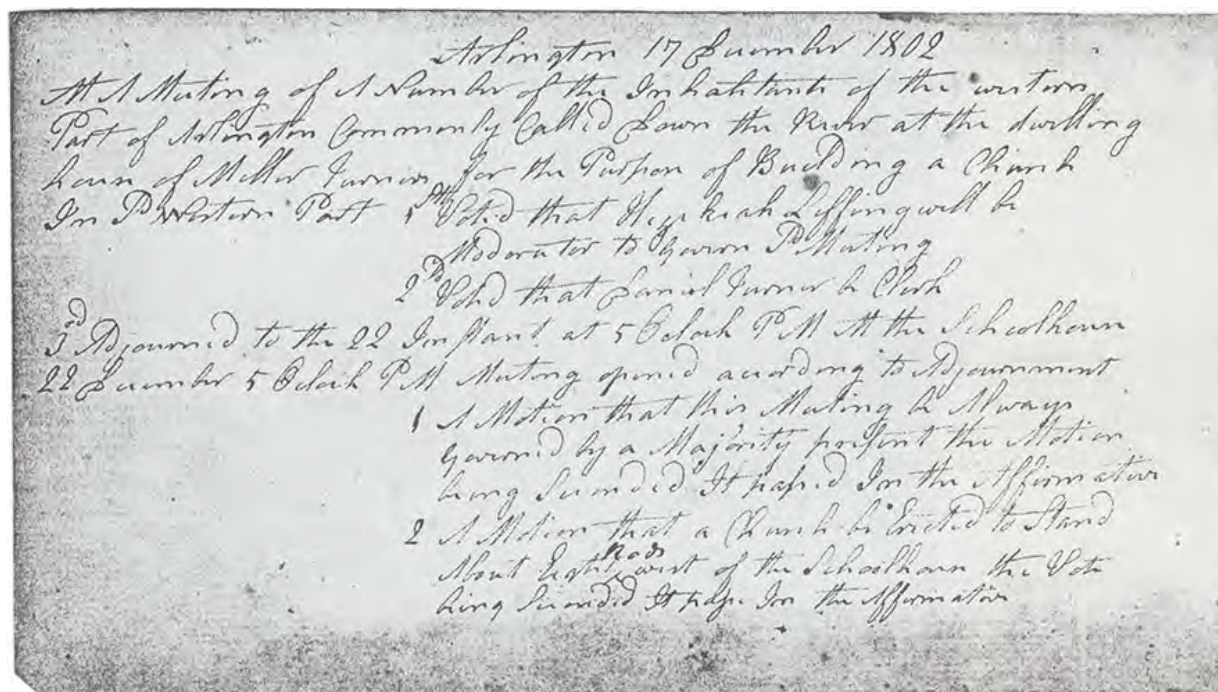 Arlington 17 December 1802
At A Meeting of A Number of the Inhabitants of the western
Part of Arlington Commonly Called Down the River at the dwelling
house of Miller Turners for the Purpose of Building a Church
In Sd Western Part 1st Voted that Hezekiah Leffingwell be
Moderator to Govern Sd Meeting
2d Voted that Daniel Turner be Clerk
3rd Adjourned to the 22 Instant at 5 Oclock PM At the Schoolhouse
22 December 5 Oclock PM Meeting opened according to Adjournment
1 A Motion that this Meeting be Always
Governed by a Majority present the Motion
being Seconded It passed In the Affirmative
2 A Motion that a Church be Erected to Stand
About Eight Rods west of the Schoolhouse the Vote
being Seconded It pass In the Affirmative